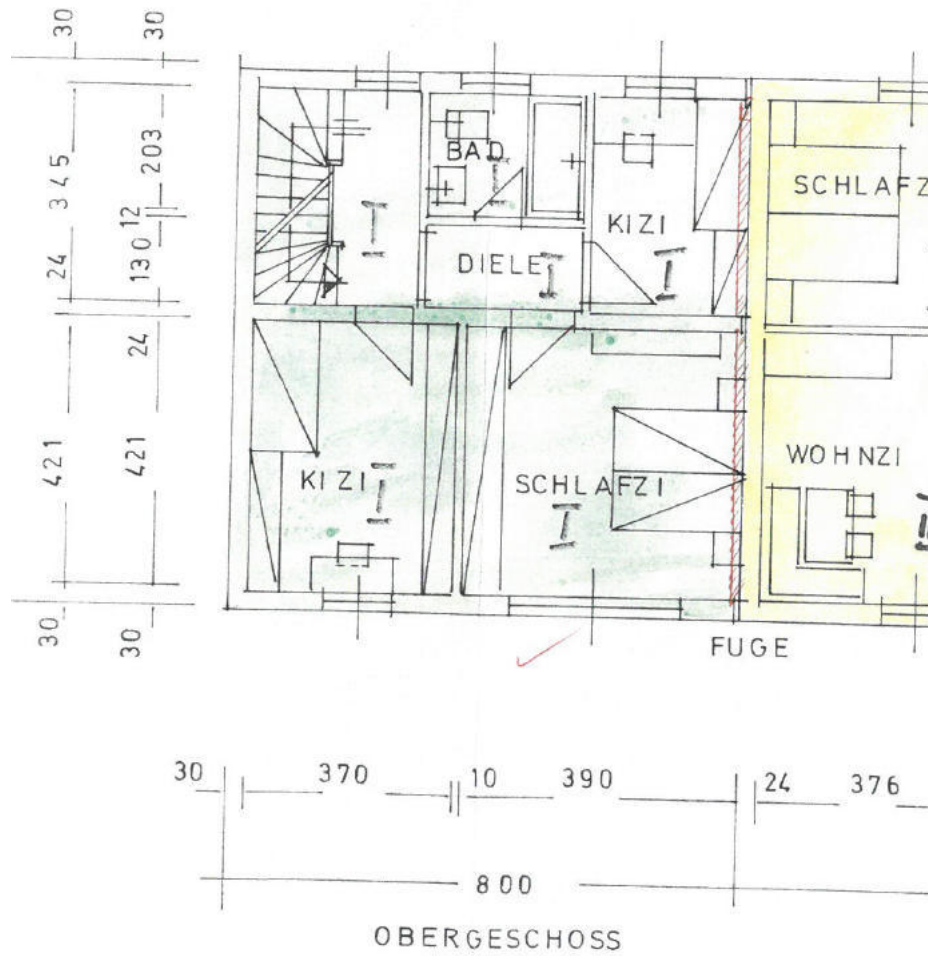 30
30
345
24
421
30
203
12
130
24
421
30
BAD
KIZI
SCHLAFZ
I
I
DIELE
I
I
KIZI
I
SCHLAFZI
I
WOHNZI
FUGE
30
370
10
390
24
376
800
OBERGESCHOSS